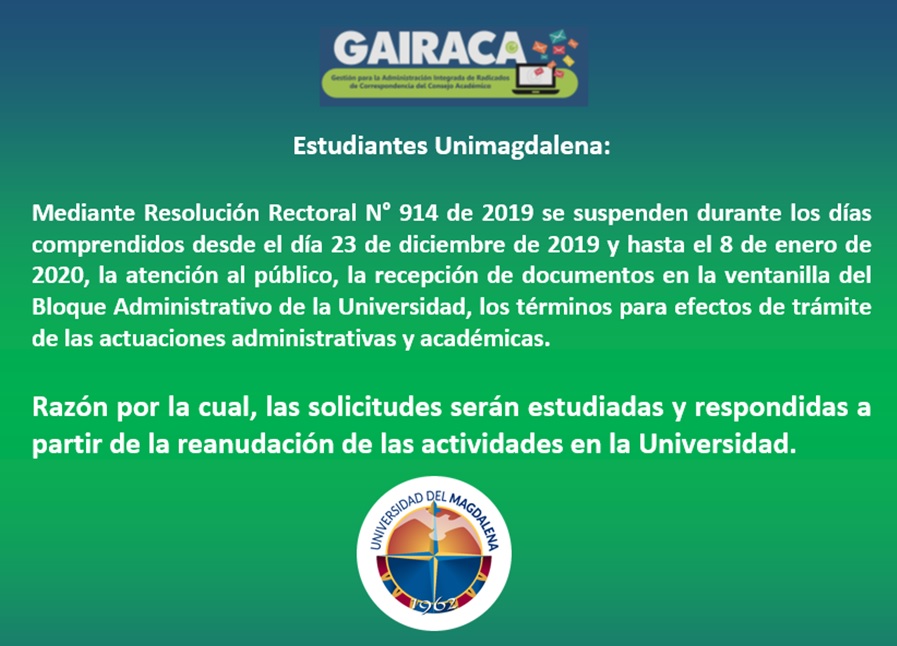 GAIRACA
Gestión para la Administración Integrada de Radicados
de Correspondencia del Consejo Académico
Estudiantes Unimagdalena:
Mediante Resolución Rectoral N° 914 de 2019 se suspenden durante los días
comprendidos desde el día 23 de diciembre de 2019 y hasta el 8 de enero de
2020, la atención al público, la recepción de documentos en la ventanilla del
Bloque Administrativo de la Universidad, los términos para efectos de trámite
de las actuaciones administrativas y académicas.
Razón por la cual, las solicitudes serán estudiadas y respondidas a
partir de la reanudación de las actividades en la Universidad.
UNIVERSIDAD DEL MAGDALENA
1962